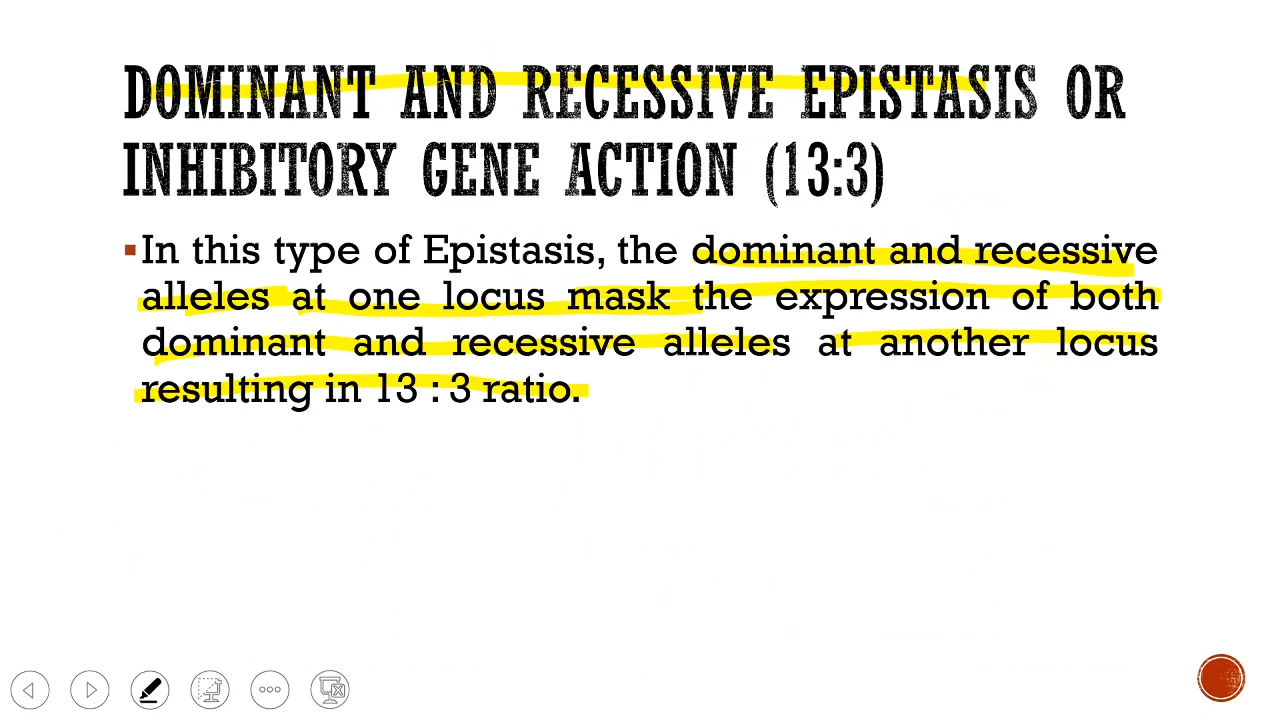 DOMINANT AND RECESSIVE EPISTASIS OR
INHIBITORY GENE ACTION (13:3)
▪In this type of Epistasis, the dominant and recessive
alleles at one locus mask the expression of both
dominant and recessive alleles at another locus
resulting in 13 : 3 ratio.